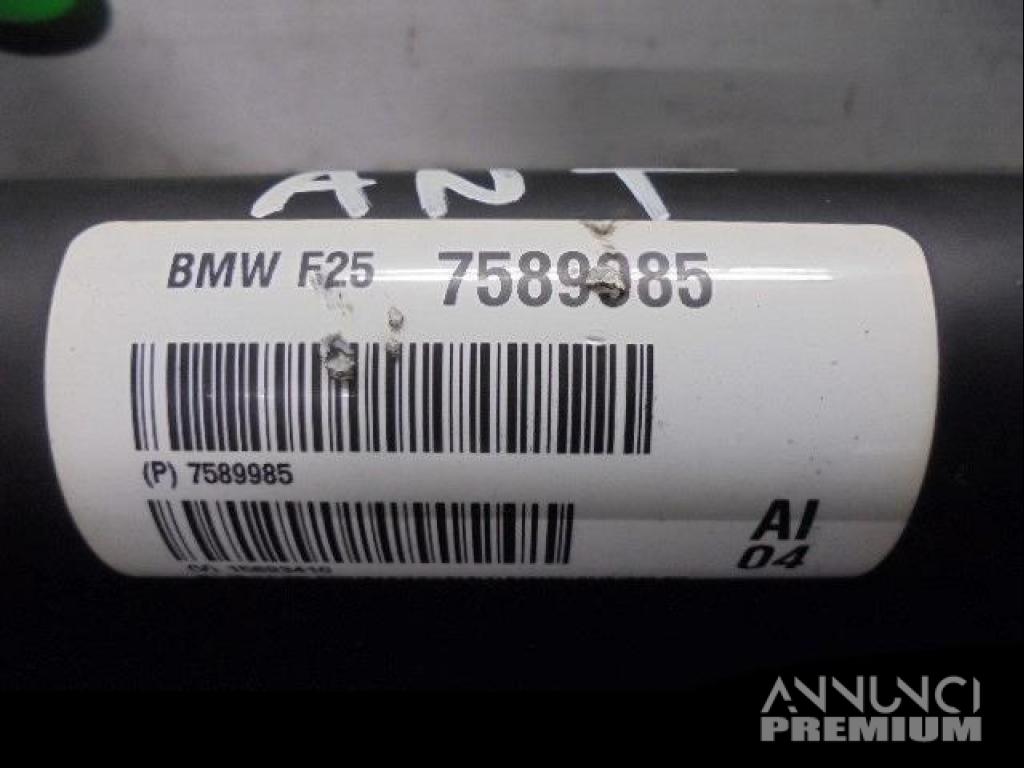 ANT
BMW F25 7589985
(P) 7589985
AI
04
ANNUNCI
PREMIUM